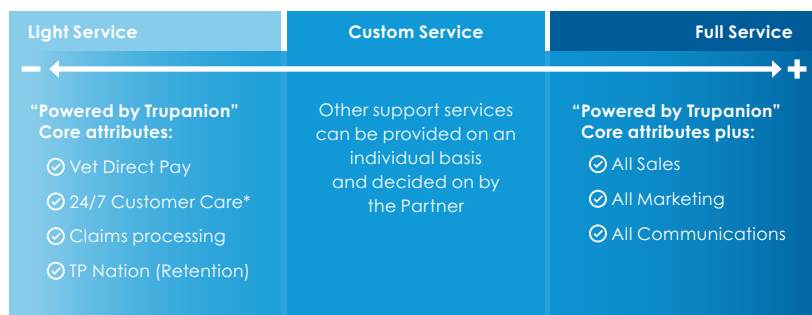 Light Service
Custom Service
Full Service
“Powered by Trupanion”
Core attributes:
Vet Direct Pay
24/7 Customer Care*
Claims processing
TP Nation (Retention)
Other support services
can be provided on an
individual basis
and decided on by
the Partner
“Powered by Trupanion”
Core attributes plus:
All Sales
All Marketing
All Communications